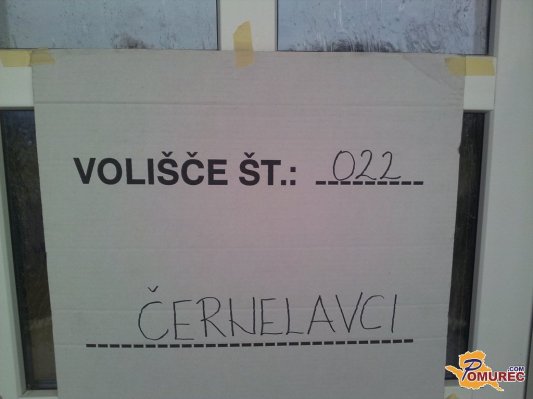 VOLIŠČE ŠT.: 022
ČERNELAVCI
POMUREC.COM